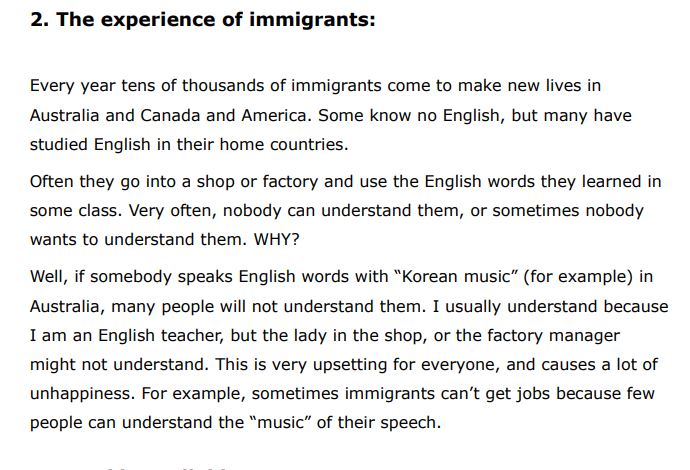 2. The experience of immigrants:
Every year tens of thousands of immigrants come to make new lives in
Australia and Canada and America. Some know no English, but many have
studied English in their home countries.
Often they go into a shop or factory and use the English words they learned in
some class. Very often, nobody can understand them, or sometimes nobody
wants to understand them. WHY?
Well, if somebody speaks English words with “Korean music” (for example) in
Australia, many people will not understand them. I usually understand because
I am an English teacher, but the lady in the shop, or the factory manager
might not understand. This is very upsetting for everyone, and causes a lot of
unhappiness. For example, sometimes immigrants can’t get jobs because few
people can understand the “music” of their speech.